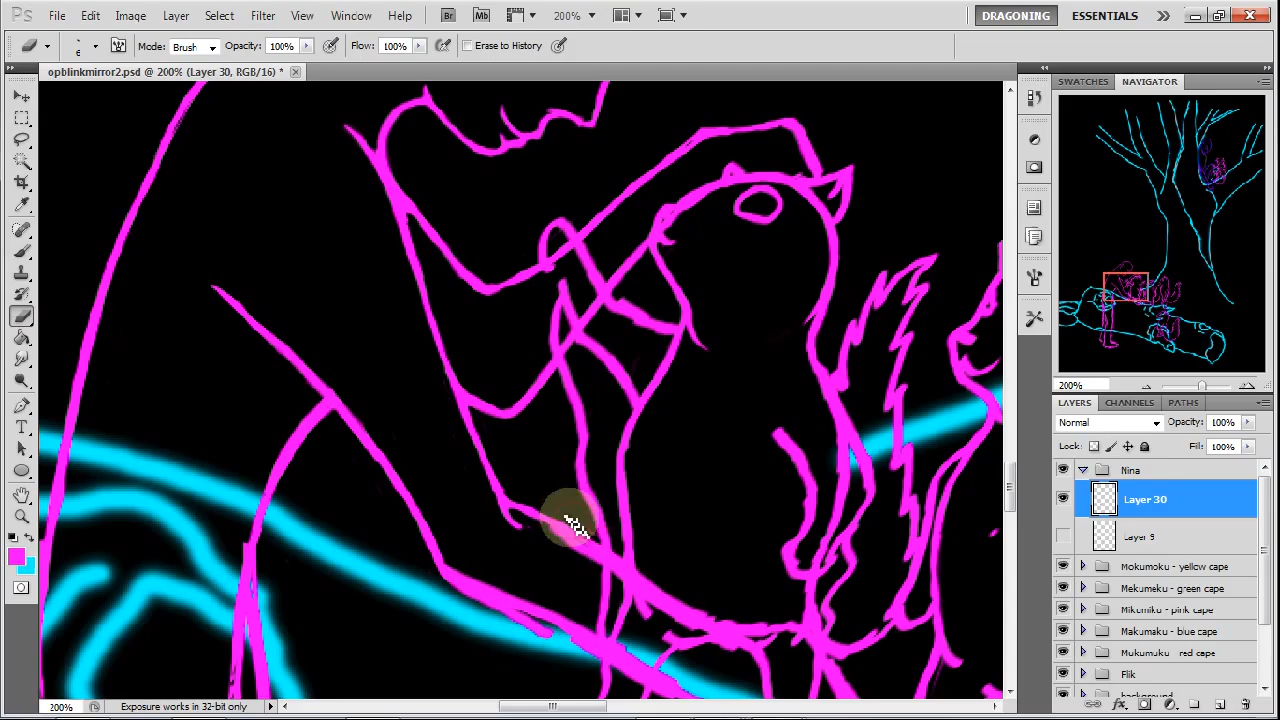 Ps File Edit Image Layer Select Filter View Window Help Br Mb 200% DRAGONING ESSENTIALS
6 Mode: Brush Opacity: 100% Flow: 100% Erase to History
opblinkmirror2.psd @ 200% (Layer 30, RGB/16) *
SWATCHES NAVIGATOR
200%
LAYERS CHANNELS PATHS
Normal Opacity: 100%
Lock: Fill: 100%
Nina
Layer 30
Layer 9
Mokumoku - yellow cape
Mekumeku - green cape
Mikumiku - pink cape
Makumaku - blue cape
Mukumuku - red cape
Flik
background
200% Exposure works in 32-bit only